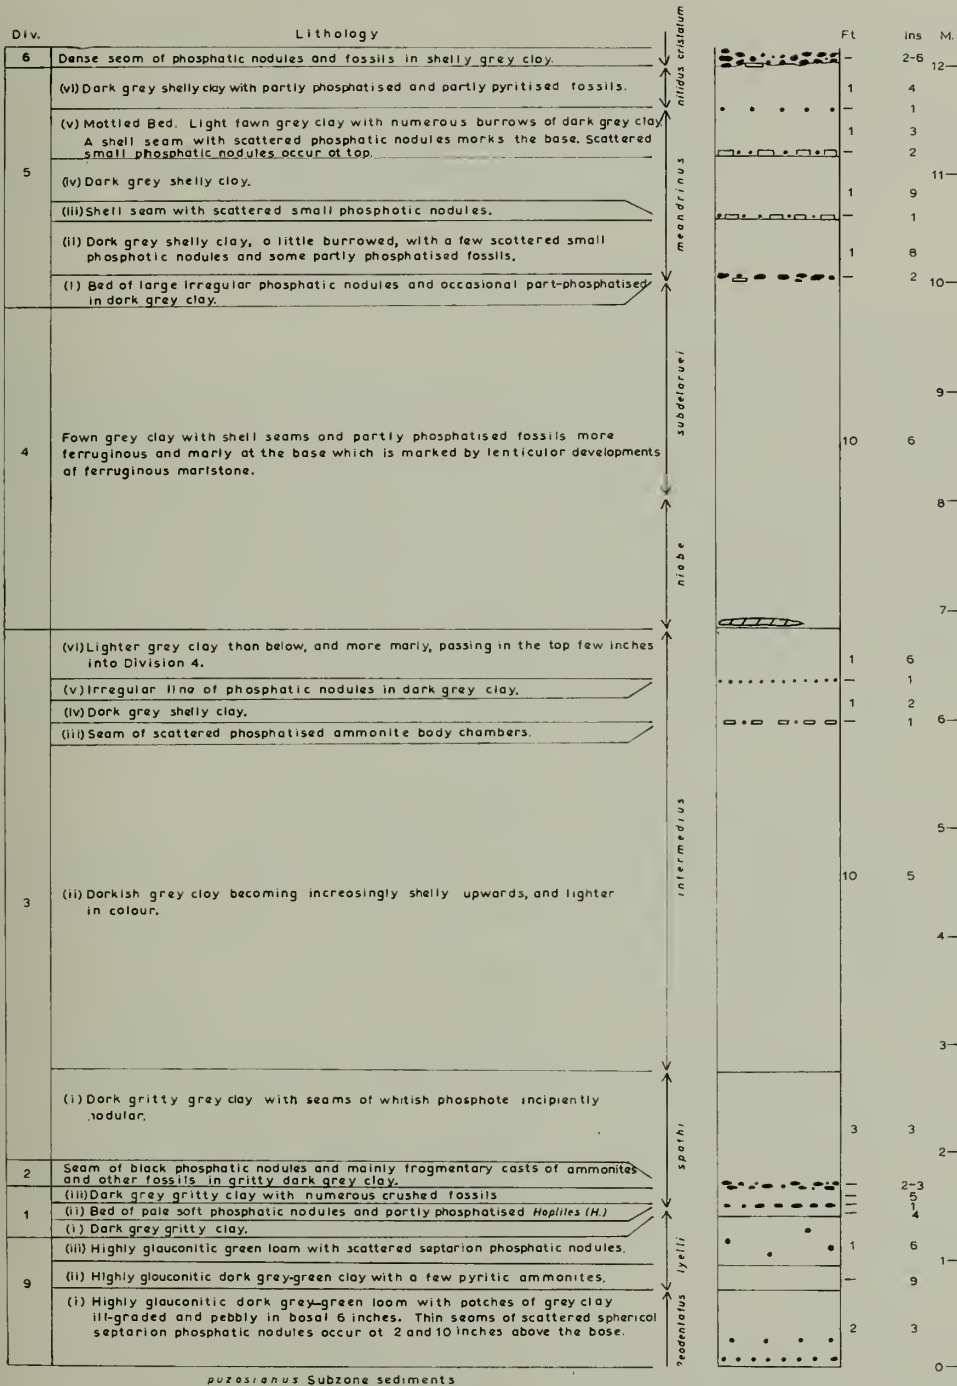 Div. Lithology Ft ins M.
6 Dense seam of phosphatic nodules and fossils in shelly grey clay. – 2-6 12
cristatum
(vi) Dark grey shelly clay with partly phosphatised and partly pyritised fossils. 1 4
nitidus
– 1
5
(v) Mottled Bed. Light fawn grey clay with numerous burrows of dark grey clay.
A shell seam with scattered phosphatic nodules marks the base. Scattered 1 3
small phosphatic nodules occur at top. – 2
11
(iv) Dark grey shelly clay. 1 9
meandrinus
(iii) Shell seam with scattered small phosphatic nodules. – 1
(ii) Dark grey shelly clay, a little burrowed, with a few scattered small 1 8
phosphatic nodules and some partly phosphatised fossils.
(i) Bed of large irregular phosphatic nodules and occasional part-phosphatised – 2 10
in dark grey clay.
subdelaruei
9
4
Fawn grey clay with shell seams and partly phosphatised fossils more
ferruginous and marly at the base which is marked by lenticular developments 10 6
of ferruginous marlstone.
8
niobe
7
(vi) Lighter grey clay than below, and more marly, passing in the top few inches 1 6
into Division 4.
(v) Irregular line of phosphatic nodules in dark grey clay. – 1
(iv) Dark grey shelly clay. 1 2
(iii) Seam of scattered phosphatised ammonite body chambers. – 1 6
intermedius
5
3
(ii) Darkish grey clay becoming increasingly shelly upwards, and lighter 10 5
in colour.
4
3
(i) Dark gritty grey clay with seams of whitish phosphate incipiently
nodular. 3 3
spathi
2
2 Seam of black phosphatic nodules and mainly fragmentary casts of ammonites – 2-3
and other fossils in gritty dark grey clay.
(iii) Dark grey gritty clay with numerous crushed fossils – 5
1 (ii) Bed of pale soft phosphatic nodules and partly phosphatised Hoplites (H.) – 1
(i) Dark grey gritty clay. – 4
9
(iii) Highly glauconitic green loam with scattered septarion phosphatic nodules. 1 6
lyelli
1
(ii) Highly glauconitic dark grey-green clay with a few pyritic ammonites. – 9
(i) Highly glauconitic dark grey-green loam with patches of grey clay
ill-graded and pebbly in basal 6 inches. Thin seams of scattered spherical 2 3
septarion phosphatic nodules occur at 2 and 10 inches above the base.
?eodentatus
0
puzosianus Subzone sediments